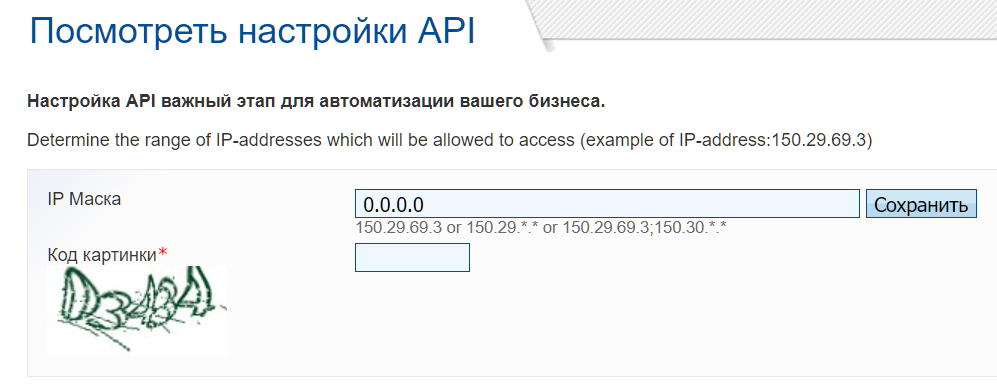 Посмотреть настройки API
Настройка API важный этап для автоматизации вашего бизнеса.
Determine the range of IP-addresses which will be allowed to access (example of IP-address:150.29.69.3)
IP Маска
0.0.0.0
Сохранить
150.29.69.3 or 150.29.*.* or 150.29.69.3;150.30.*.*
Код картинки*